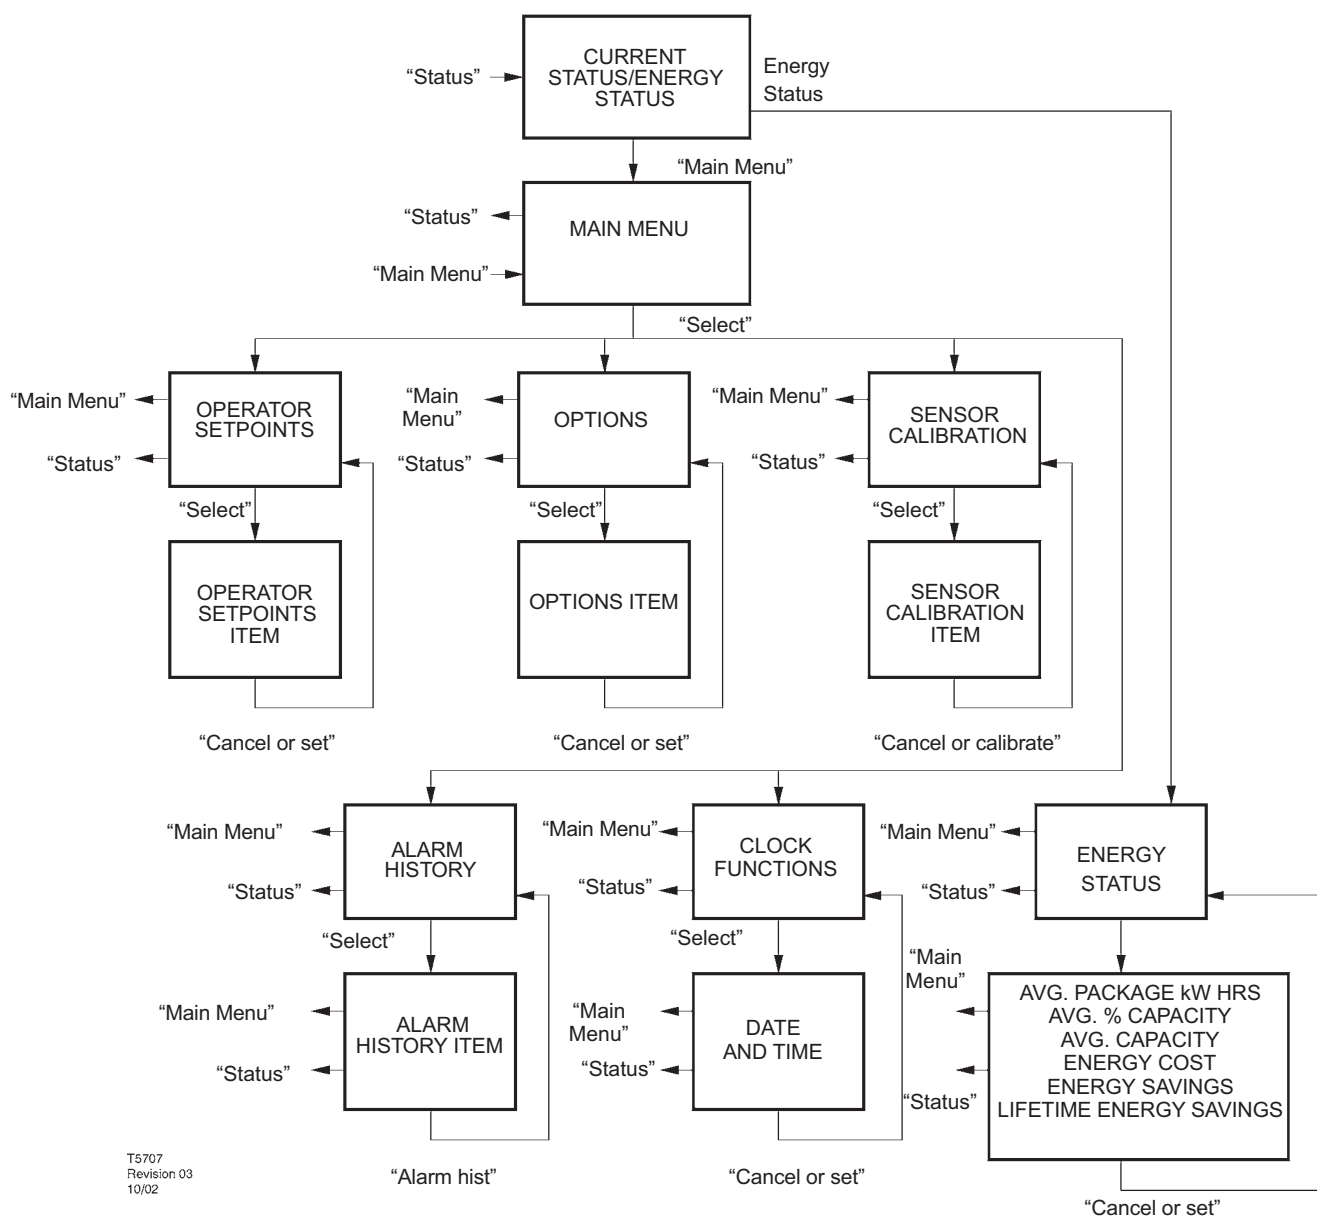 CURRENT
STATUS/ENERGY
STATUS
“Status”
Energy
Status
“Main Menu”
“Status”
MAIN MENU
“Main Menu”
“Select”
“Main Menu”
OPERATOR
SETPOINTS
“Status”
“Select”
OPERATOR
SETPOINTS
ITEM
“Cancel or set”
“Main
Menu”
OPTIONS
“Status”
“Select”
OPTIONS ITEM
“Cancel or set”
“Main Menu”
SENSOR
CALIBRATION
“Status”
“Select”
SENSOR
CALIBRATION
ITEM
“Cancel or calibrate”
“Main Menu”
ALARM
HISTORY
“Status”
“Select”
“Main Menu”
ALARM
HISTORY ITEM
“Status”
“Alarm hist”
“Main Menu”
CLOCK
FUNCTIONS
“Status”
“Select”
“Main
Menu”
DATE
AND TIME
“Status”
“Cancel or set”
“Main Menu”
ENERGY
STATUS
“Status”
“Main
Menu”
AVG. PACKAGE kW HRS
AVG. % CAPACITY
AVG. CAPACITY
ENERGY COST
ENERGY SAVINGS
LIFETIME ENERGY SAVINGS
“Status”
“Cancel or set”
T5707
Revision 03
10/02